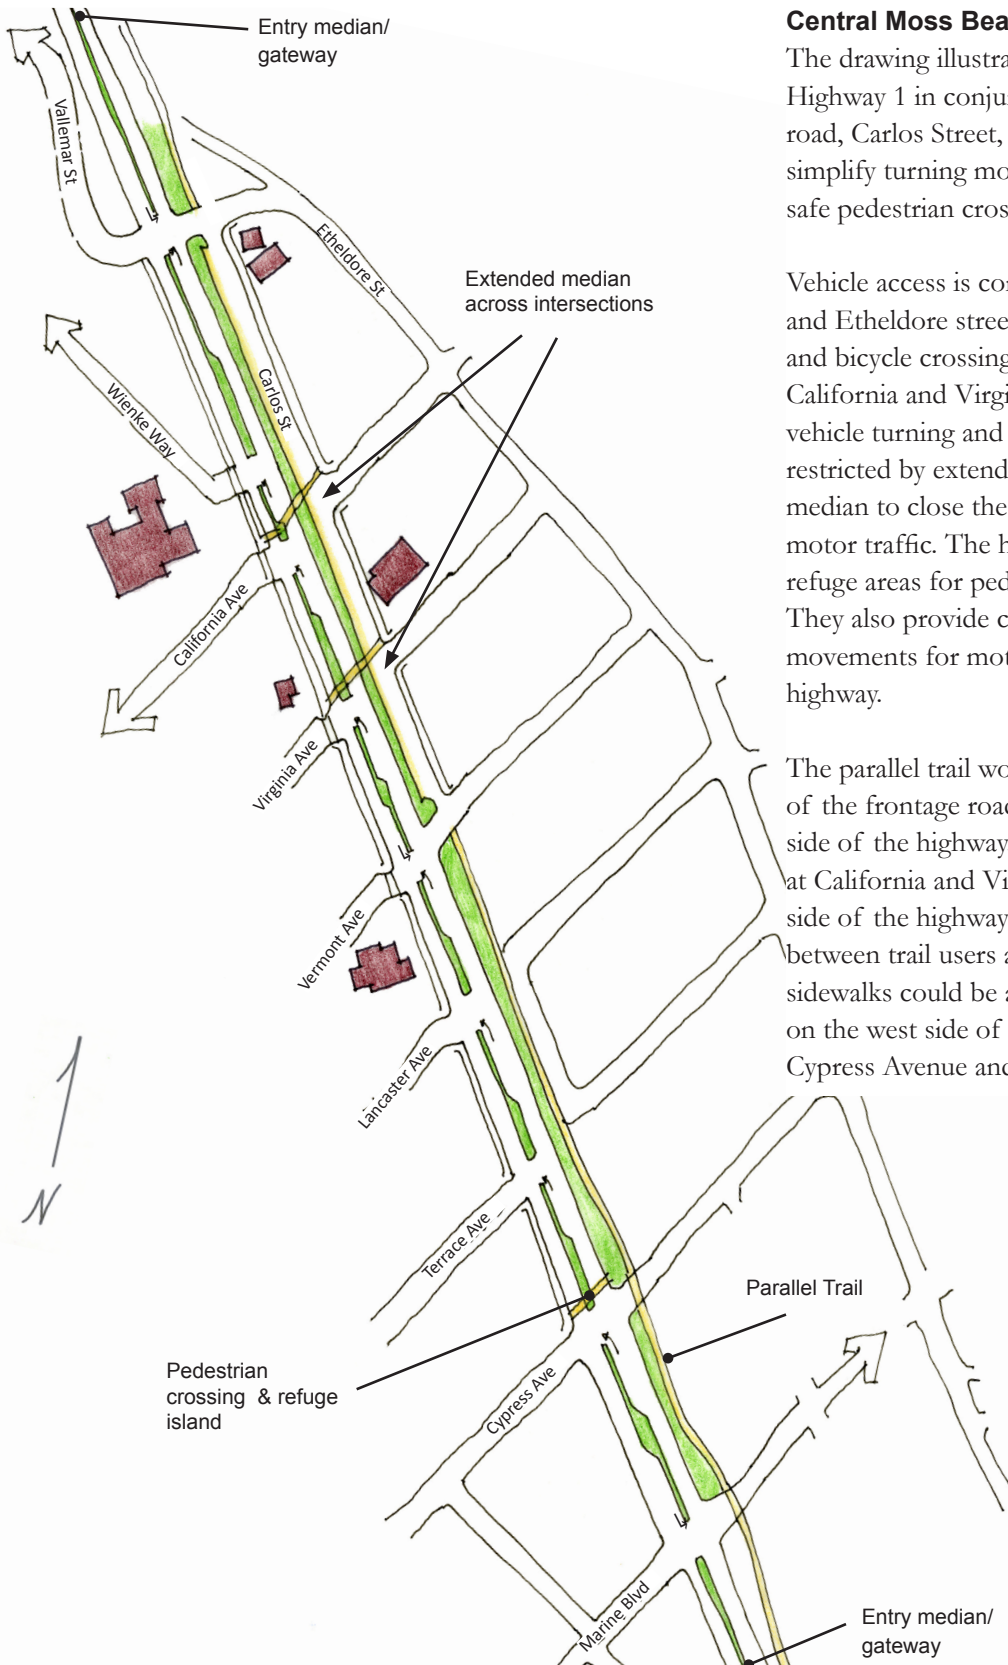 Entry median/
gateway
Vallemar St
Etheldore St
Extended median
across intersections
Carlos St
Wienke Way
California Ave
Virginia Ave
Vermont Ave
Lancaster Ave
Terrace Ave
N
Parallel Trail
Pedestrian
crossing & refuge
island
Cypress Ave
Marine Blvd
Entry median/
gateway
Central Moss Bea
The drawing illustra
Highway 1 in conju
road, Carlos Street,
simplify turning mo
safe pedestrian cros
Vehicle access is co
and Etheldore stree
and bicycle crossing
California and Virgi
vehicle turning and
restricted by extend
median to close the
motor traffic. The h
refuge areas for ped
They also provide c
movements for mot
highway.
The parallel trail wo
of the frontage road
side of the highway
at California and Vi
side of the highway
between trail users a
sidewalks could be a
on the west side of
Cypress Avenue and